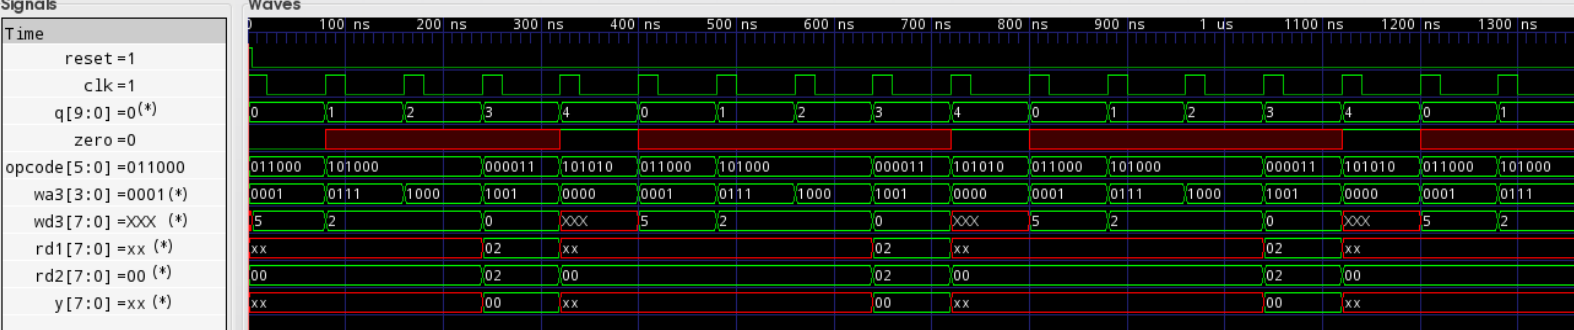 Signals Waves
Time 0 100 ns 200 ns 300 ns 400 ns 500 ns 600 ns 700 ns 800 ns 900 ns 1 us 1100 ns 1200 ns 1300 ns
reset =1
clk =1
q[9:0] =0(*) 0 1 2 3 4 0 1 2 3 4 0 1 2 3 4 0 1
zero =0
opcode[5:0] =011000 011000 101000 000011 101010 011000 101000 000011 101010 011000 101000 000011 101010 011000 101000
wa3[3:0] =0001(*) 0001 0111 1000 1001 0000 0001 0111 1000 1001 0000 0001 0111 1000 1001 0000 0001 0111
wd3[7:0] =XXX (*) 5 2 0 XXX 5 2 0 XXX 5 2 0 XXX 5 2
rd1[7:0] =xx (*) xx 02 xx 02 xx 02 xx
rd2[7:0] =00 (*) 00 02 00 02 00 02 00
y[7:0] =xx (*) xx 00 xx 00 xx 00 xx